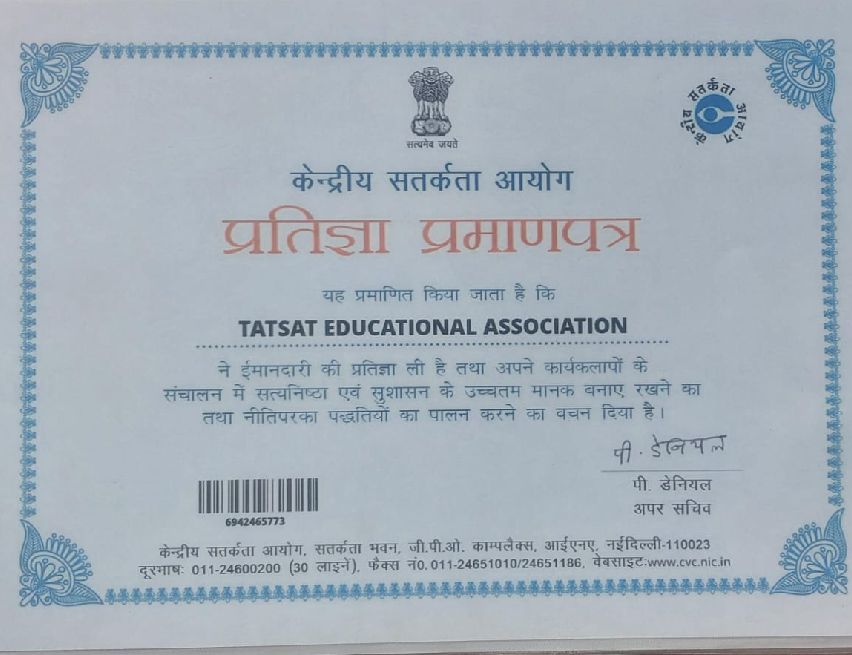 सत्यमेव जयते
केन्द्रीय सतर्कता आयोग
केन्द्रीय सतर्कता आयोग
प्रतिज्ञा प्रमाणपत्र
यह प्रमाणित किया जाता है कि
TATSAT EDUCATIONAL ASSOCIATION
ने ईमानदारी की प्रतिज्ञा ली है तथा अपने कार्यकलापों के
संचालन में सत्यनिष्ठा एवं सुशासन के उच्चतम मानक बनाए रखने का
तथा नीतिपरका पद्धतियों का पालन करने का वचन दिया है।
पी. डेनियल
पी. डेनियल
अपर सचिव
6942465773
केन्द्रीय सतर्कता आयोग, सतर्कता भवन, जी.पी.ओ. काम्पलैक्स, आईएनए, नईदिल्ली-110023
दूरमाषः 011-24600200 (30 लाइनें), फैक्स नं0. 011-24651010/24651186, वेबसाइटःwww.cvc.nic.in